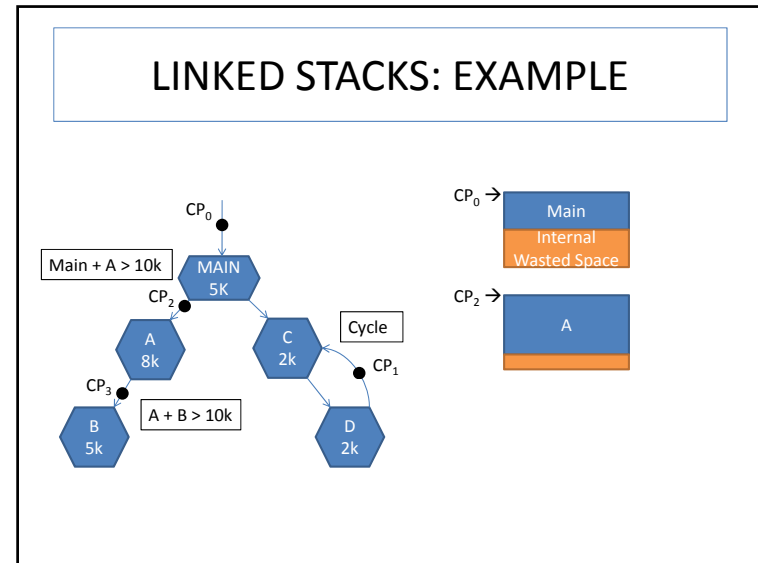 LINKED STACKS: EXAMPLE
CP₀
Main + A > 10k
MAIN
5K
CP₂
A
8k
C
2k
Cycle
CP₁
CP₃
A + B > 10k
B
5k
D
2k
CP₀ →
Main
Internal
Wasted Space
CP₂ →
A